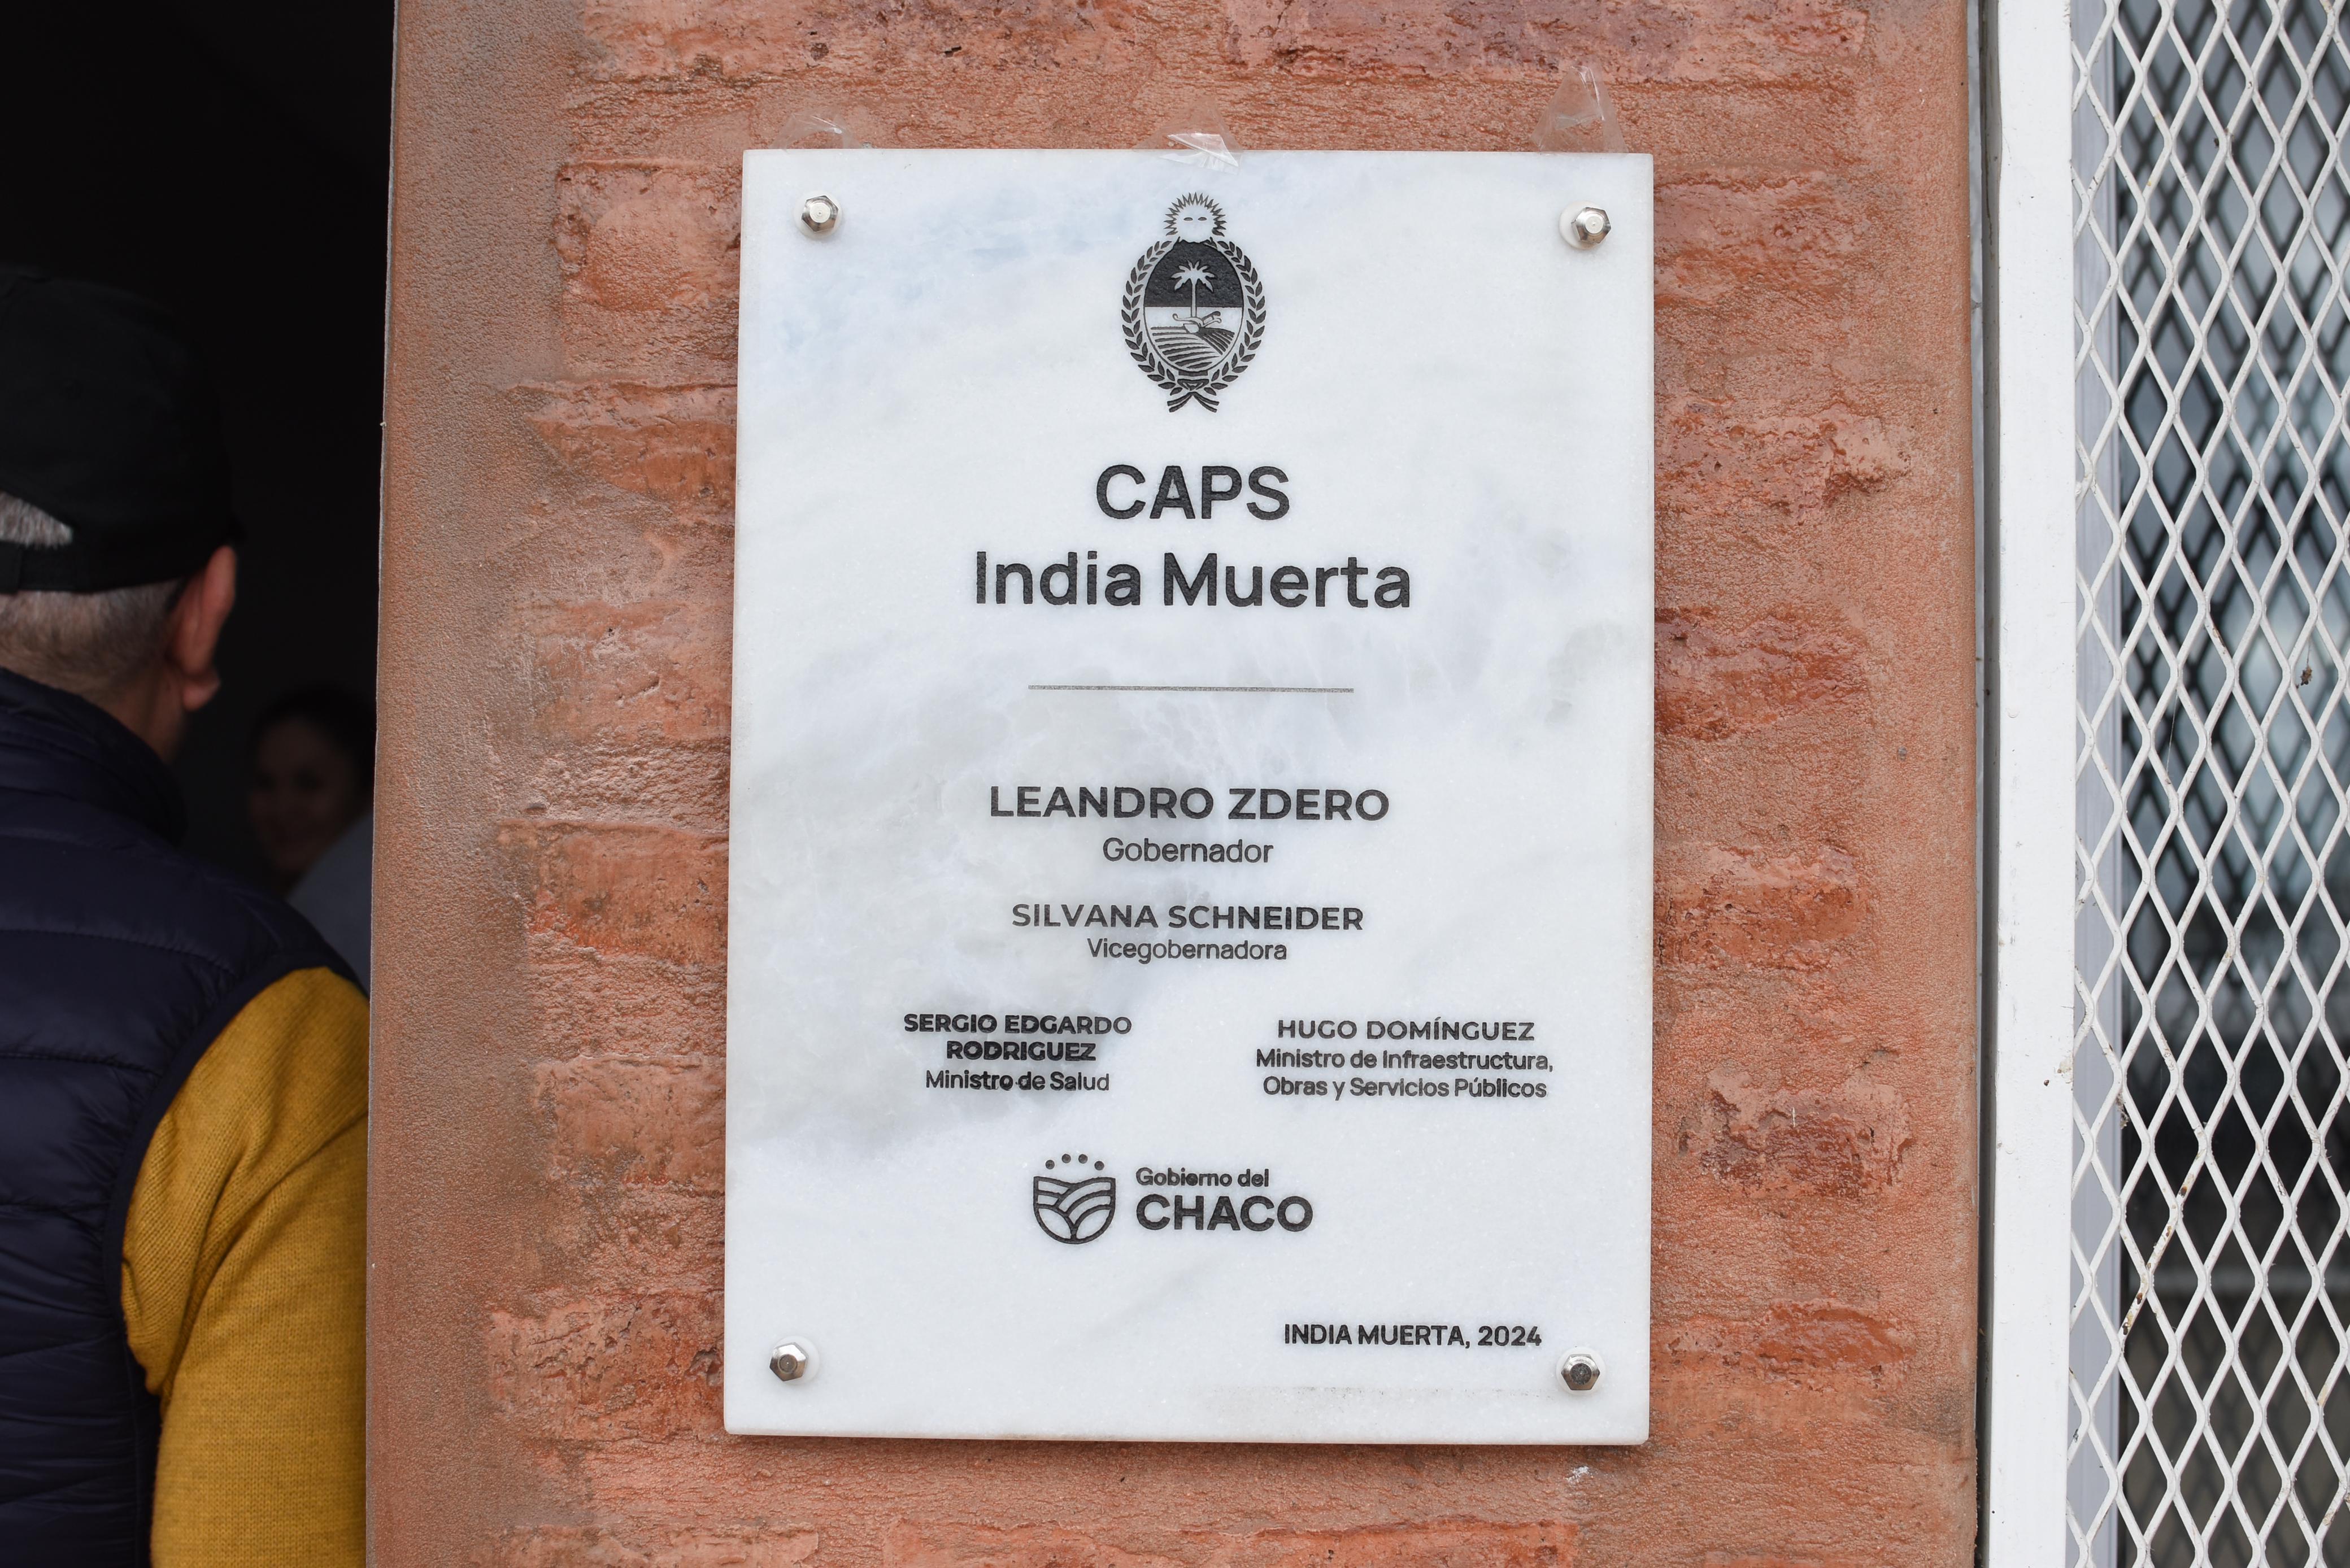 CAPS
India Muerta
LEANDRO ZDERO
Gobernador
SILVANA SCHNEIDER
Vicegobernadora
SERGIO EDGARDO
RODRIGUEZ
Ministro de Salud
HUGO DOMÍNGUEZ
Ministro de Infraestructura,
Obras y Servicios Públicos
Gobierno del
CHACO
INDIA MUERTA, 2024